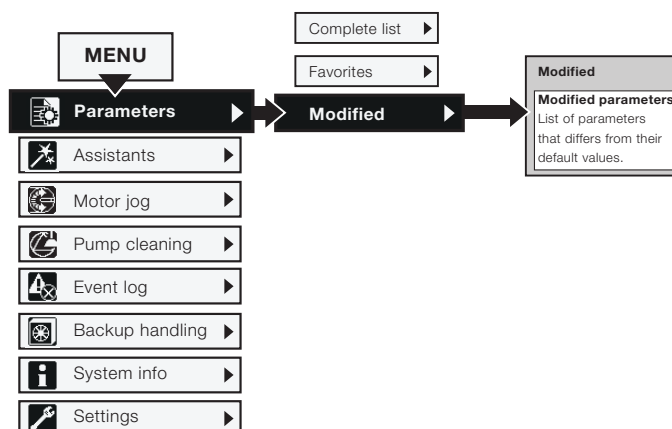 MENU
Parameters
Assistants
Motor jog
Pump cleaning
Event log
Backup handling
System info
Settings
Complete list
Favorites
Modified
Modified
Modified parameters
List of parameters
that differs from their
default values.